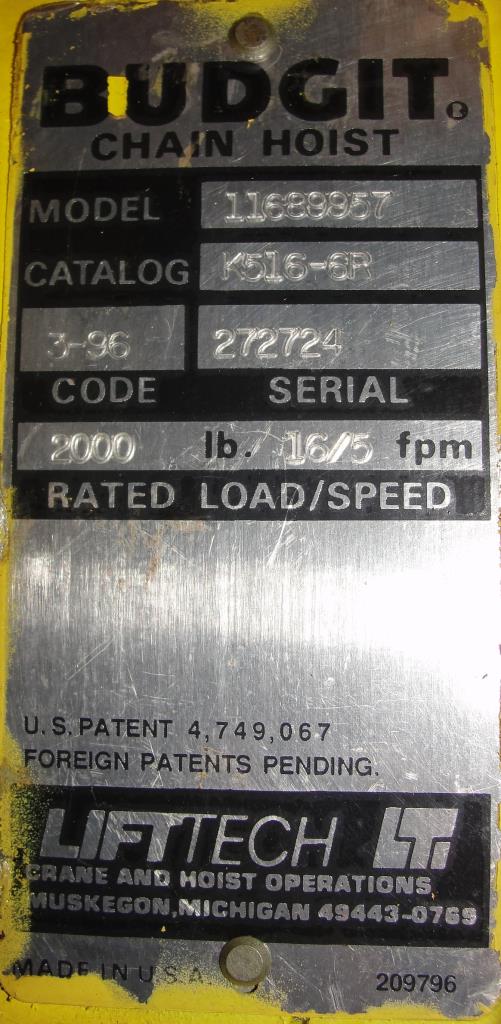 BUDGIT®
CHAIN HOIST
MODEL 11689957
CATALOG K516-6R
3-96 272724
CODE SERIAL
2000 lb. 16/5 fpm
RATED LOAD/SPEED
U.S. PATENT 4,749,067
FOREIGN PATENTS PENDING.
LIFTTECH LT
CRANE AND HOIST OPERATIONS
MUSKEGON, MICHIGAN 49443-0769
MADE IN U S A 209796